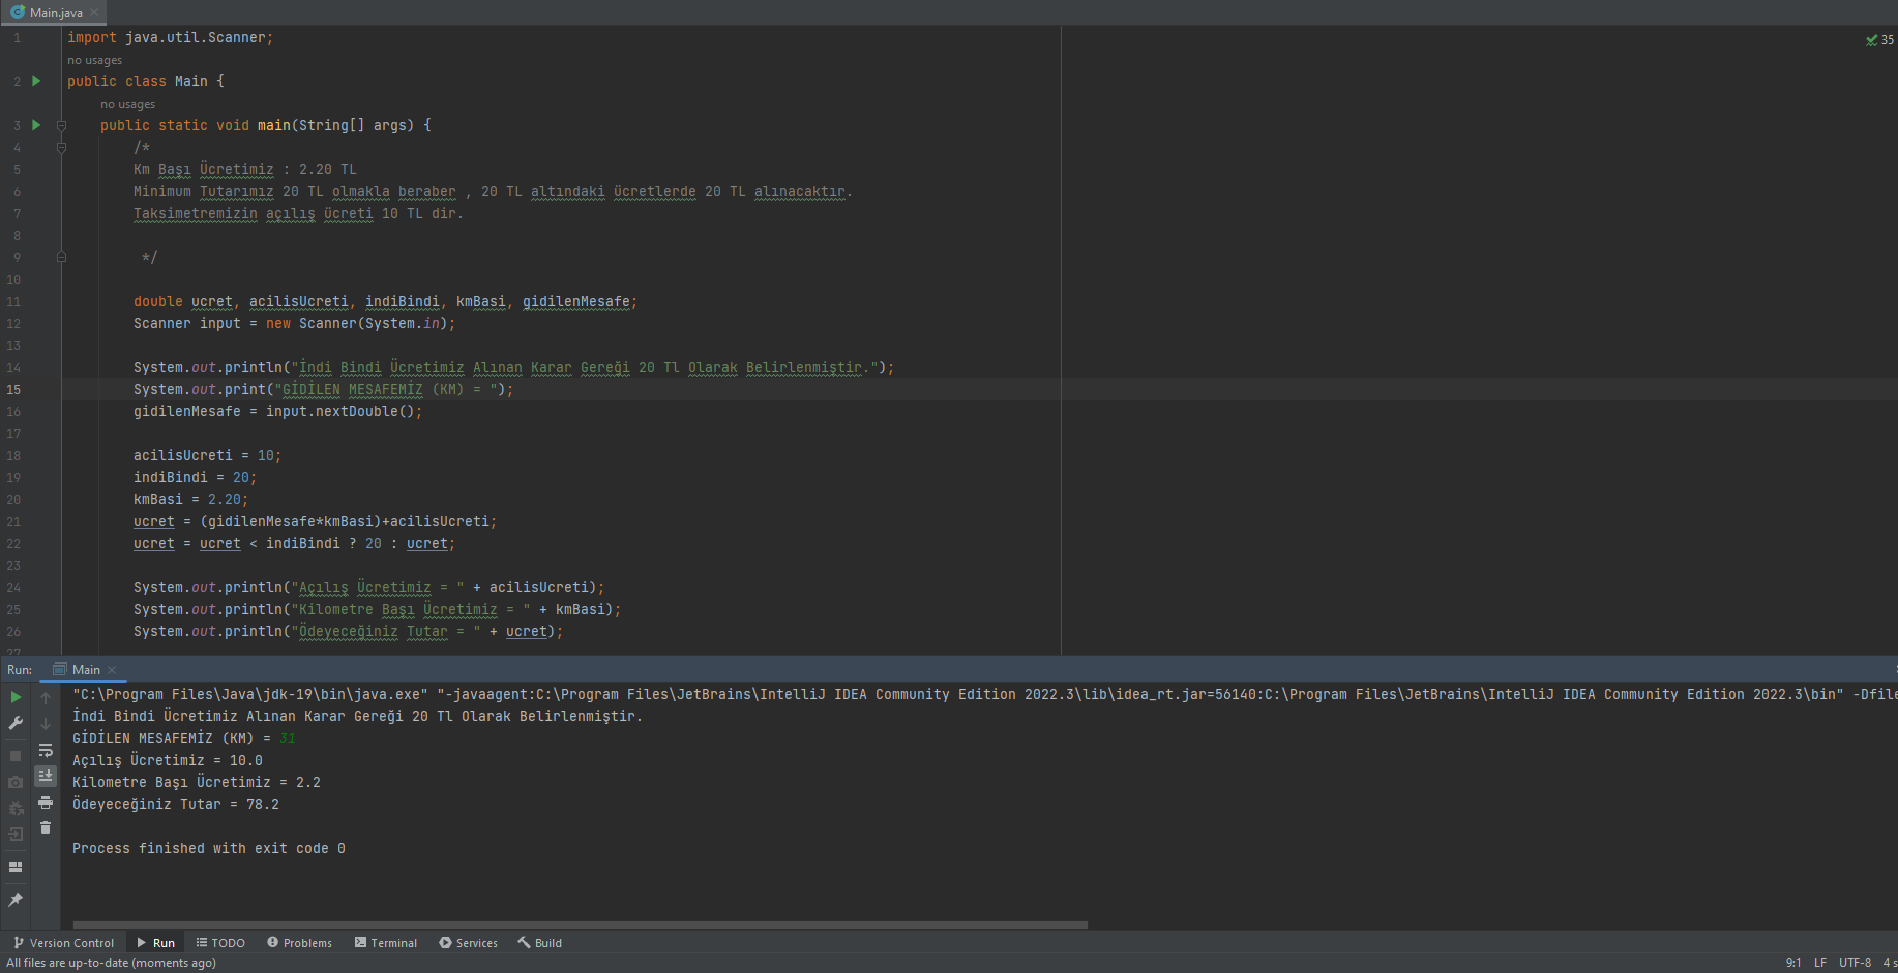 Main.java
1 import java.util.Scanner;
no usages
2 public class Main {
no usages
3 public static void main(String[] args) {
4 /*
5 Km Başı Ücretimiz : 2.20 TL
6 Minimum Tutarımız 20 TL olmakla beraber , 20 TL altındaki ücretlerde 20 TL alınacaktır.
7 Taksimetremizin açılış ücreti 10 TL dir.
8
9 */
10
11 double ucret, acilisUcreti, indiBindi, kmBasi, gidilenMesafe;
12 Scanner input = new Scanner(System.in);
13
14 System.out.println("İndi Bindi Ücretimiz Alınan Karar Gereği 20 Tl Olarak Belirlenmiştir.");
15 System.out.print("GİDİLEN MESAFEMİZ (KM) = ");
16 gidilenMesafe = input.nextDouble();
17
18 acilisUcreti = 10;
19 indiBindi = 20;
20 kmBasi = 2.20;
21 ucret = (gidilenMesafe*kmBasi)+acilisUcreti;
22 ucret = ucret < indiBindi ? 20 : ucret;
23
24 System.out.println("Açılış Ücretimiz = " + acilisUcreti);
25 System.out.println("Kilometre Başı Ücretimiz = " + kmBasi);
26 System.out.println("Ödeyeceğiniz Tutar = " + ucret);
27
35
Run: Main
"C:\Program Files\Java\jdk-19\bin\java.exe" "-javaagent:C:\Program Files\JetBrains\IntelliJ IDEA Community Edition 2022.3\lib\idea_rt.jar=56140:C:\Program Files\JetBrains\IntelliJ IDEA Community Edition 2022.3\bin" -Dfile
İndi Bindi Ücretimiz Alınan Karar Gereği 20 Tl Olarak Belirlenmiştir.
GİDİLEN MESAFEMİZ (KM) = 31
Açılış Ücretimiz = 10.0
Kilometre Başı Ücretimiz = 2.2
Ödeyeceğiniz Tutar = 78.2
Process finished with exit code 0
Version Control Run TODO Problems Terminal Services Build
All files are up-to-date (moments ago) 9:1 LF UTF-8 4 s